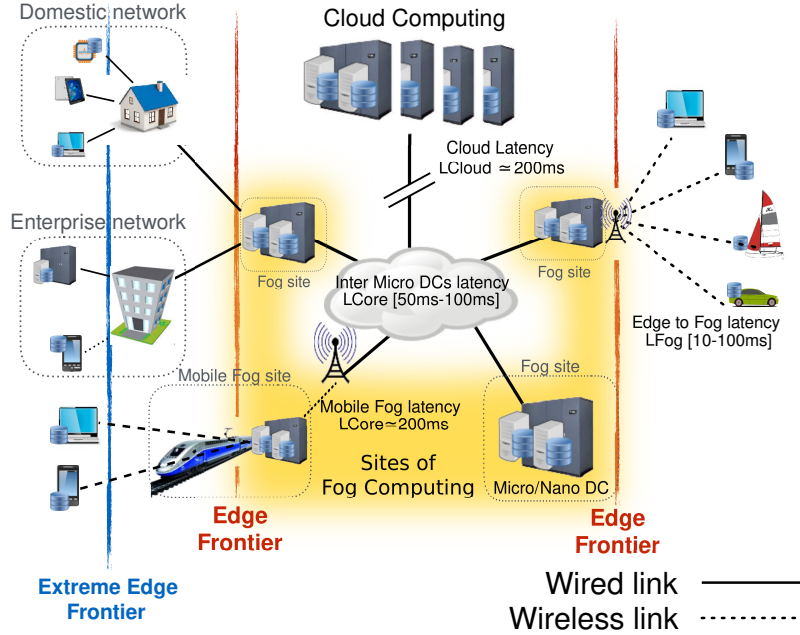 Domestic network
Cloud Computing
Cloud Latency
LCloud ≃200ms
Enterprise network
Fog site
Fog site
Inter Micro DCs latency
LCore [50ms-100ms]
Edge to Fog latency
LFog [10-100ms]
Mobile Fog site
Fog site
Mobile Fog latency
LCore≃200ms
Sites of
Fog Computing
Micro/Nano DC
Edge
Frontier
Edge
Frontier
Extreme Edge
Frontier
Wired link
Wireless link